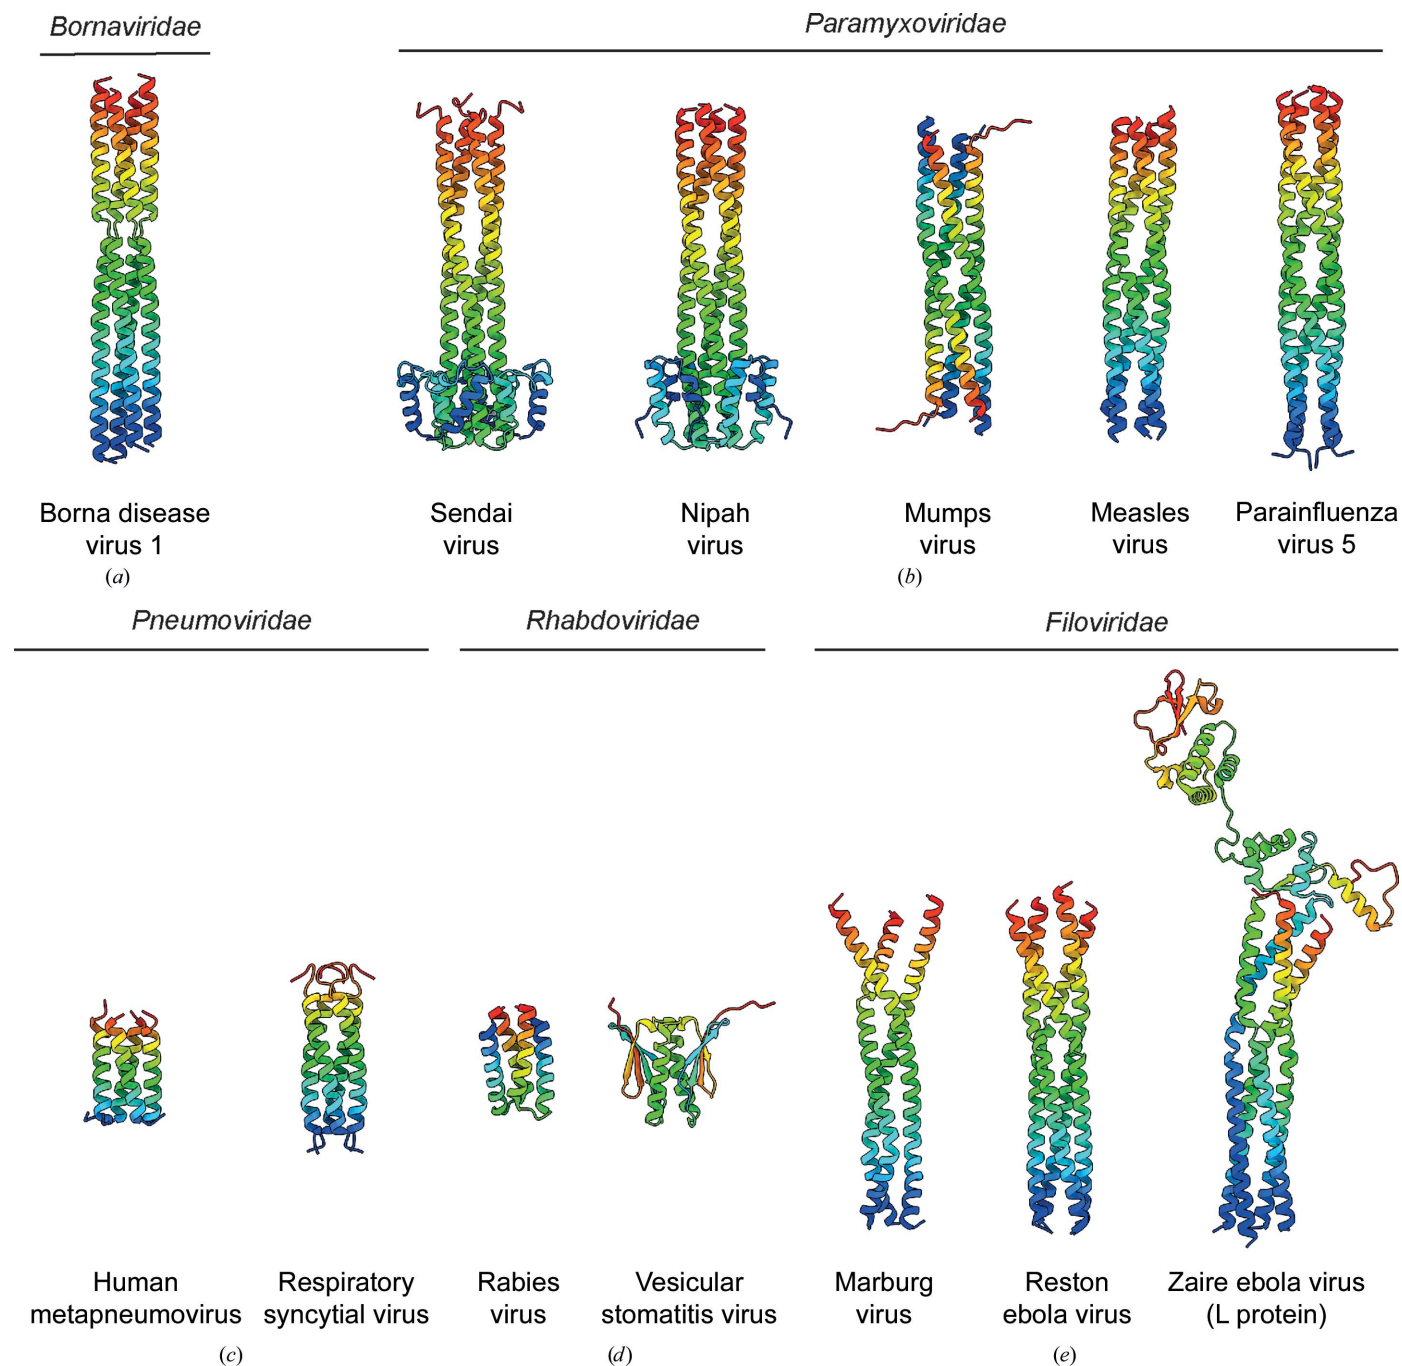 Bornaviridae
Paramyxoviridae
Borna disease
virus 1
Sendai
virus
Nipah
virus
Mumps
virus
Measles
virus
Parainfluenza
virus 5
(a)
(b)
Pneumoviridae
Rhabdoviridae
Filoviridae
Human
metapneumovirus
Respiratory
syncytial virus
Rabies
virus
Vesicular
stomatitis virus
Marburg
virus
Reston
ebola virus
Zaire ebola virus
(L protein)
(c)
(d)
(e)